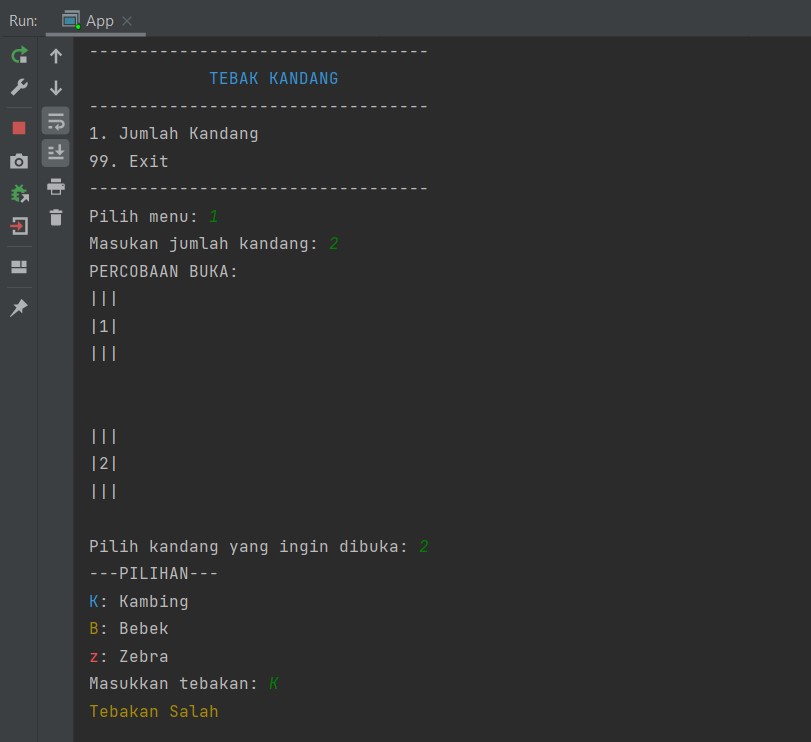 Run: App
----------------------------------
TEBAK KANDANG
----------------------------------
1. Jumlah Kandang
99. Exit
----------------------------------
Pilih menu: 1
Masukan jumlah kandang: 2
PERCOBAAN BUKA:
|||
|1|
|||
|||
|2|
|||
Pilih kandang yang ingin dibuka: 2
---PILIHAN---
K: Kambing
B: Bebek
z: Zebra
Masukkan tebakan: K
Tebakan Salah